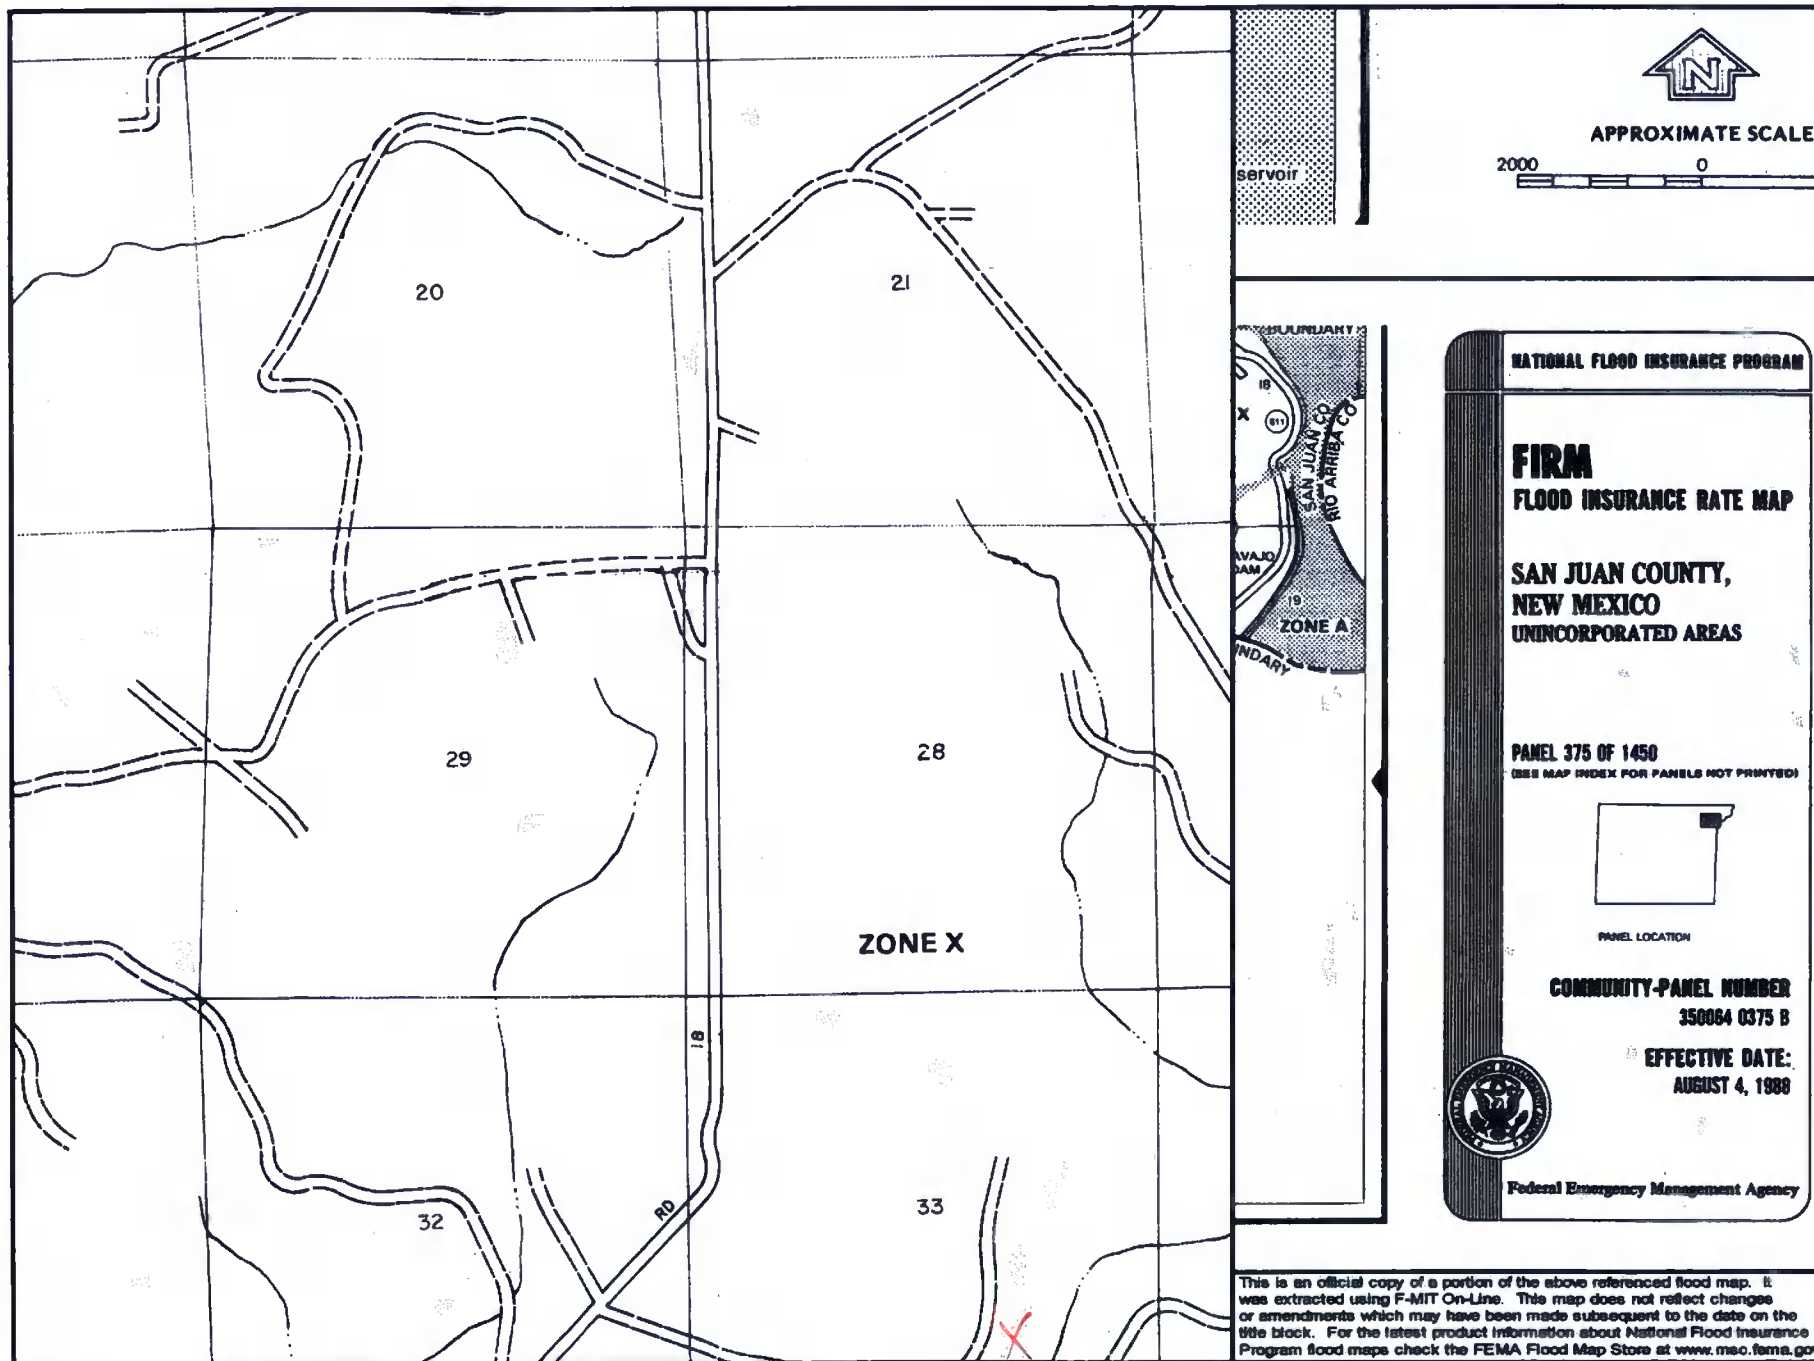 20
21
29
28
ZONE X
18
RD
32
33
servoir
N
APPROXIMATE SCALE
2000 0
BOUNDARY
18
X
511
SAN JUAN CO
RIO ARRIBA CO
AVAJO
DAM
19
ZONE A
UNDARY
NATIONAL FLOOD INSURANCE PROGRAM
FIRM
FLOOD INSURANCE RATE MAP
SAN JUAN COUNTY,
NEW MEXICO
UNINCORPORATED AREAS
PANEL 375 OF 1450
(SEE MAP INDEX FOR PANELS NOT PRINTED)
PANEL LOCATION
COMMUNITY-PANEL NUMBER
350064 0375 B
EFFECTIVE DATE:
AUGUST 4, 1988
Federal Emergency Management Agency
This is an official copy of a portion of the above referenced flood map. It
was extracted using F-MIT On-Line. This map does not reflect changes
or amendments which may have been made subsequent to the date on the
title block. For the latest product information about National Flood Insurance
Program flood maps check the FEMA Flood Map Store at www.msc.fema.go